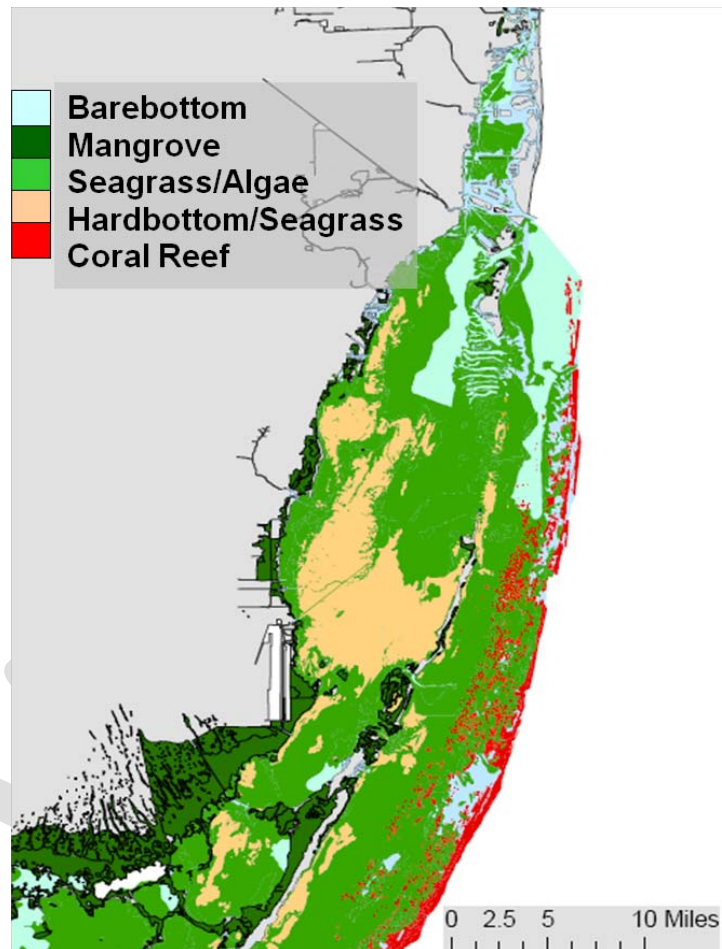 Barebottom
Mangrove
Seagrass/Algae
Hardbottom/Seagrass
Coral Reef
0 2.5 5 10 Miles